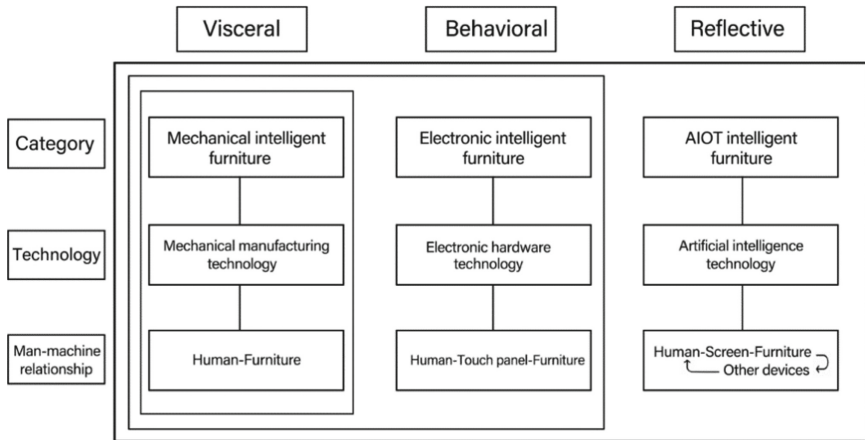 Visceral
Behavioral
Reflective
Category
Mechanical intelligent
furniture
Electronic intelligent
furniture
AIOT intelligent
furniture
Technology
Mechanical manufacturing
technology
Electronic hardware
technology
Artificial intelligence
technology
Man-machine
relationship
Human-Furniture
Human-Touch panel-Furniture
Human-Screen-Furniture
Other devices